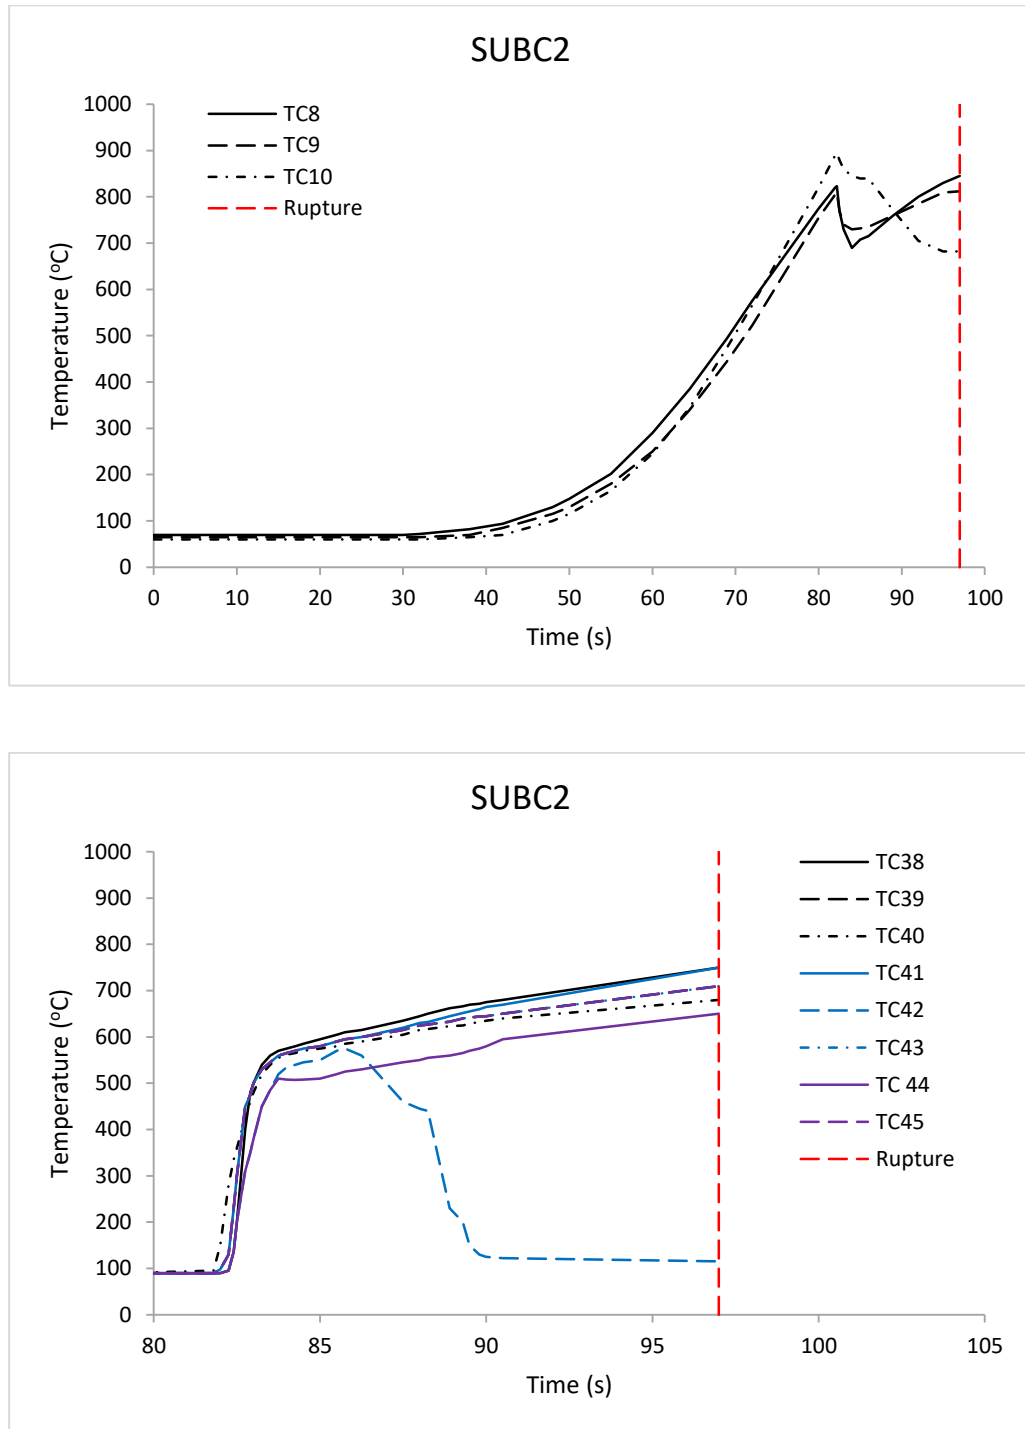 SUBC2
TC8
TC9
TC10
Rupture
Temperature (°C)
1000
900
800
700
600
500
400
300
200
100
0
0 10 20 30 40 50 60 70 80 90 100
Time (s)
SUBC2
TC38
TC39
TC40
TC41
TC42
TC43
TC 44
TC45
Rupture
Temperature (°C)
1000
900
800
700
600
500
400
300
200
100
0
80 85 90 95 100 105
Time (s)